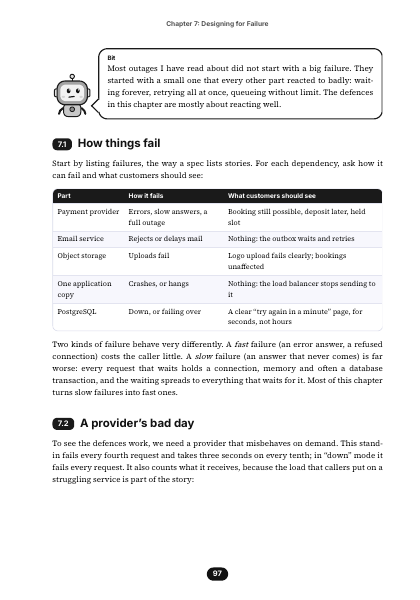 Chapter 7: Designing for Failure
Bit
Most outages I have read about did not start with a big failure. They
started with a small one that every other part reacted to badly: wait-
ing forever, retrying all at once, queueing without limit. The defences
in this chapter are mostly about reacting well.
7.1 How things fail
Start by listing failures, the way a spec lists stories. For each dependency, ask how it
can fail and what customers should see:
Part How it fails What customers should see
Payment provider Errors, slow answers, a Booking still possible, deposit later, held
full outage slot
Email service Rejects or delays mail Nothing: the outbox waits and retries
Object storage Uploads fail Logo upload fails clearly; bookings
unaffected
One application Crashes, or hangs Nothing: the load balancer stops sending to
copy it
PostgreSQL Down, or failing over A clear “try again in a minute” page, for
seconds, not hours
Two kinds of failure behave very differently. A fast failure (an error answer, a refused
connection) costs the caller little. A slow failure (an answer that never comes) is far
worse: every request that waits holds a connection, memory and often a database
transaction, and the waiting spreads to everything that waits for it. Most of this chapter
turns slow failures into fast ones.
7.2 A provider’s bad day
To see the defences work, we need a provider that misbehaves on demand. This stand-
in fails every fourth request and takes three seconds on every tenth; in “down” mode it
fails every request. It also counts what it receives, because the load that callers put on a
struggling service is part of the story:
97